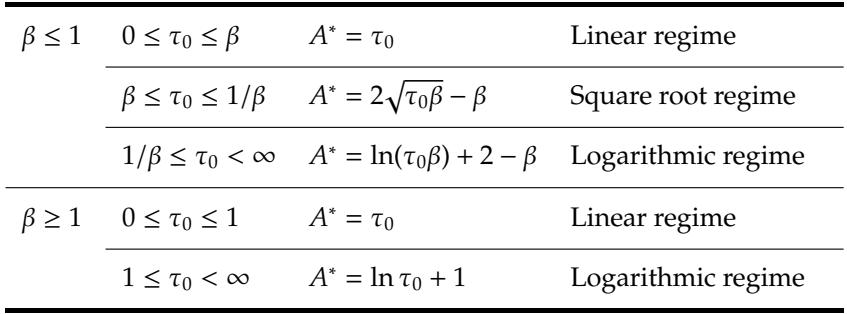 β ≤ 1 0 ≤ τ₀ ≤ β A* = τ₀ Linear regime
β ≤ τ₀ ≤ 1/β A* = 2√(τ₀β) − β Square root regime
1/β ≤ τ₀ < ∞ A* = ln(τ₀β) + 2 − β Logarithmic regime
β ≥ 1 0 ≤ τ₀ ≤ 1 A* = τ₀ Linear regime
1 ≤ τ₀ < ∞ A* = ln τ₀ + 1 Logarithmic regime